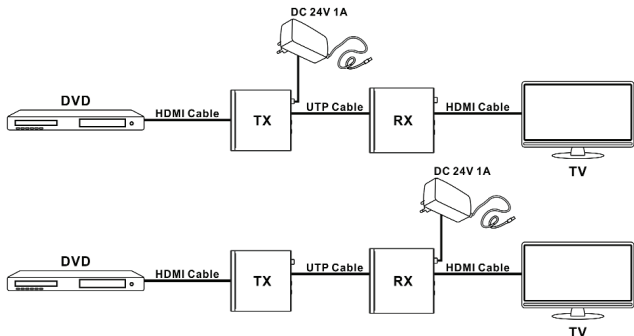 DC 24V 1A
DVD
HDMI Cable
TX
UTP Cable
RX
HDMI Cable
TV
DC 24V 1A
DVD
HDMI Cable
TX
UTP Cable
RX
HDMI Cable
TV